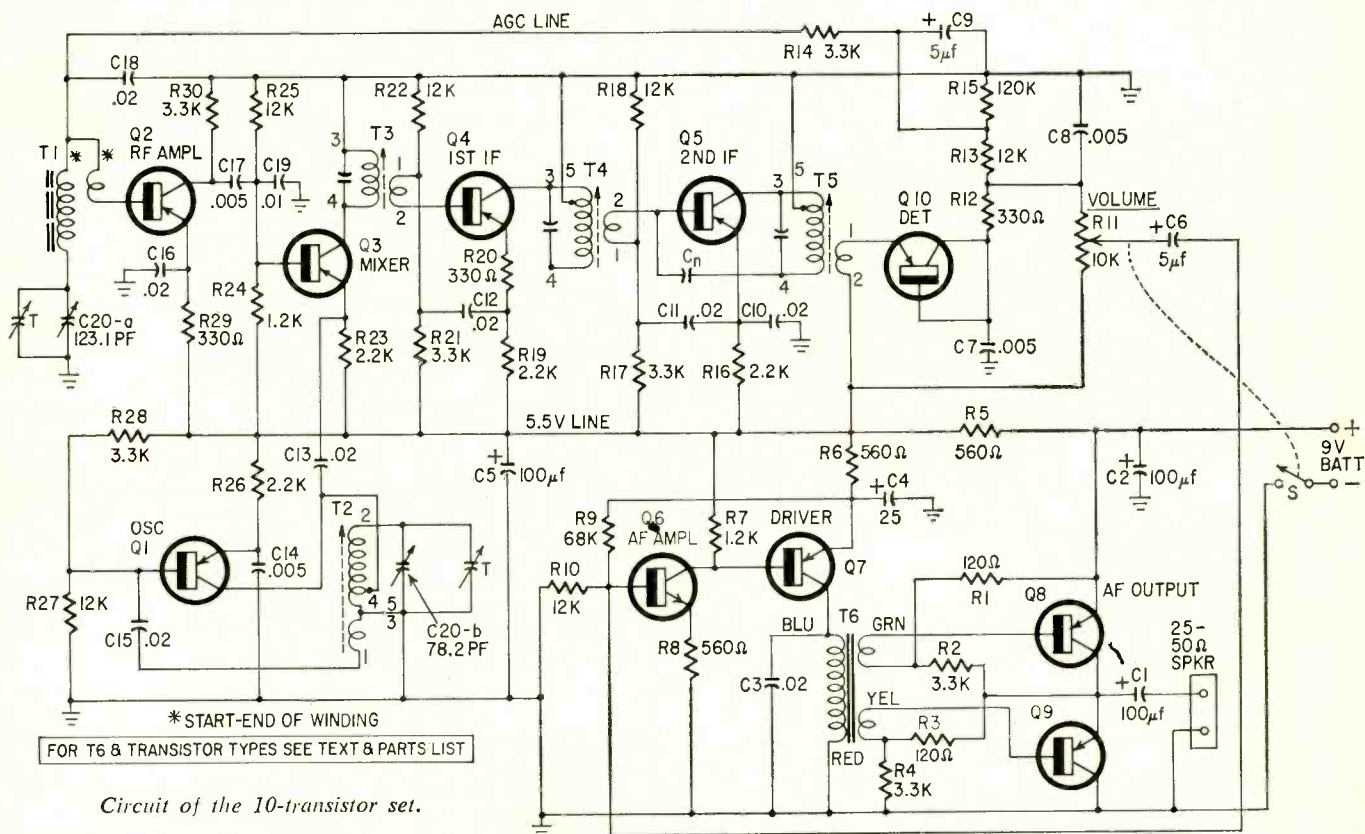 AGC LINE
R14 3.3K
+ C9
5μf
C18
.02
R30
3.3K
R25
12K
R22
12K
R18
12K
R15
120K
C8
.005
Q2
RF AMPL
C17
.005
C19
.01
T1
*
*
3
T3
1
4
2
Q4
1ST IF
3
5
T4
2
1
4
Q5
2ND IF
3
5
T5
1
4
2
R13
12K
R12
330Ω
Q10
DET
VOLUME
R11
10K
+ C6
5μf
Q3
MIXER
C16
.02
R24
1.2K
R20
330Ω
Cn
C12
.02
C11
.02
C10
.02
C7
.005
T
C20-a
123.1 PF
R29
330Ω
R23
2.2K
R21
3.3K
R19
2.2K
R17
3.3K
R16
2.2K
R28
3.3K
5.5V LINE
R5
560Ω
R6
560Ω
+
9V
BATT
-
S
C13
.02
R26
2.2K
+
C5
100μf
+
C2
100μf
OSC
Q1
C14
.005
T2
2
4
5
3
1
T
C20-b
78.2 PF
R9
68K
Q6
AF AMPL
R7
1.2K
DRIVER
+ C4
25
Q7
R27
12K
C15
.02
R10
12K
R8
560Ω
120Ω
R1
Q8
AF OUTPUT
BLU
T6
GRN
R2
3.3K
25-
50Ω
SPKR
C3
.02
+ C1
100μf
YEL
R3
120Ω
Q9
RED
R4
3.3K
*START-END OF WINDING
FOR T6 & TRANSISTOR TYPES SEE TEXT & PARTS LIST
Circuit of the 10-transistor set.